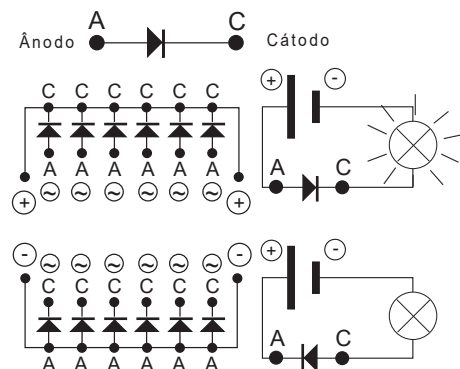 A C
Ânodo Cátodo
C C C C C C
A A A A A A
+ ~ ~ ~ ~ ~ ~ +
+ -
A C
- ~ ~ ~ ~ ~ ~ -
C C C C C C
A A A A A A
+ -
A C